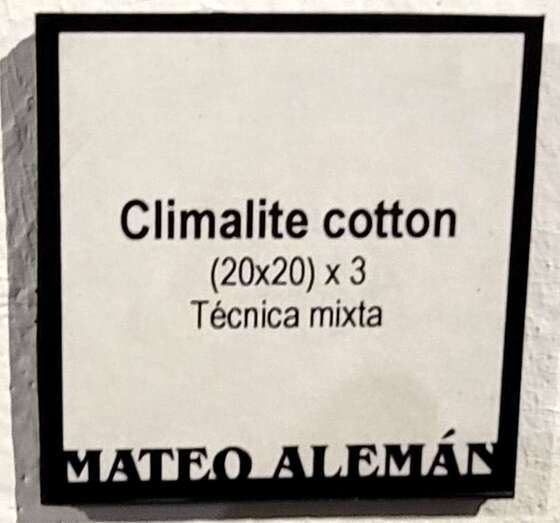 Climalite cotton
(20x20) x 3
Técnica mixta
MATEO ALEMÁN